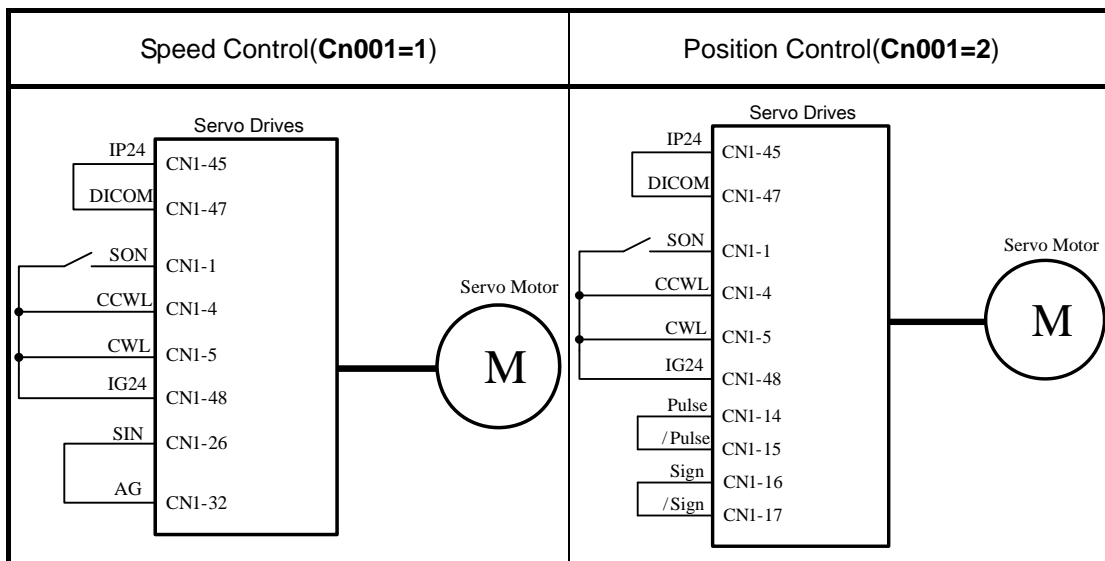 Speed Control(Cn001=1)
Position Control(Cn001=2)
Servo Drives
IP24 CN1-45
DICOM CN1-47
SON CN1-1
CCWL CN1-4
CWL CN1-5
IG24 CN1-48
SIN CN1-26
AG CN1-32
Servo Motor
M
Servo Drives
IP24 CN1-45
DICOM CN1-47
SON CN1-1
CCWL CN1-4
CWL CN1-5
IG24 CN1-48
Pulse CN1-14
/Pulse CN1-15
Sign CN1-16
/Sign CN1-17
Servo Motor
M